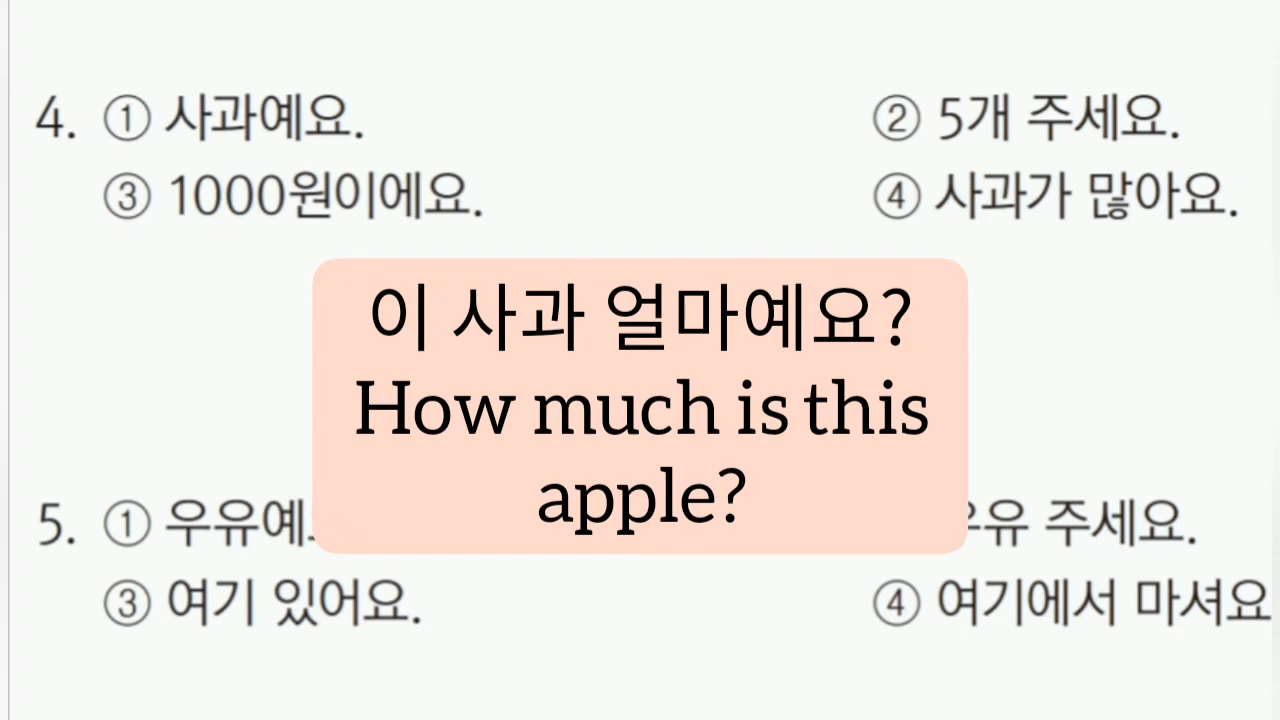 4. ① 사과예요. ② 5개 주세요.
③ 1000원이에요. ④ 사과가 많아요.
이 사과 얼마예요?
How much is this
apple?
5. ① 우유예. 주세요.
③ 여기 있어요. ④ 여기에서 마셔요